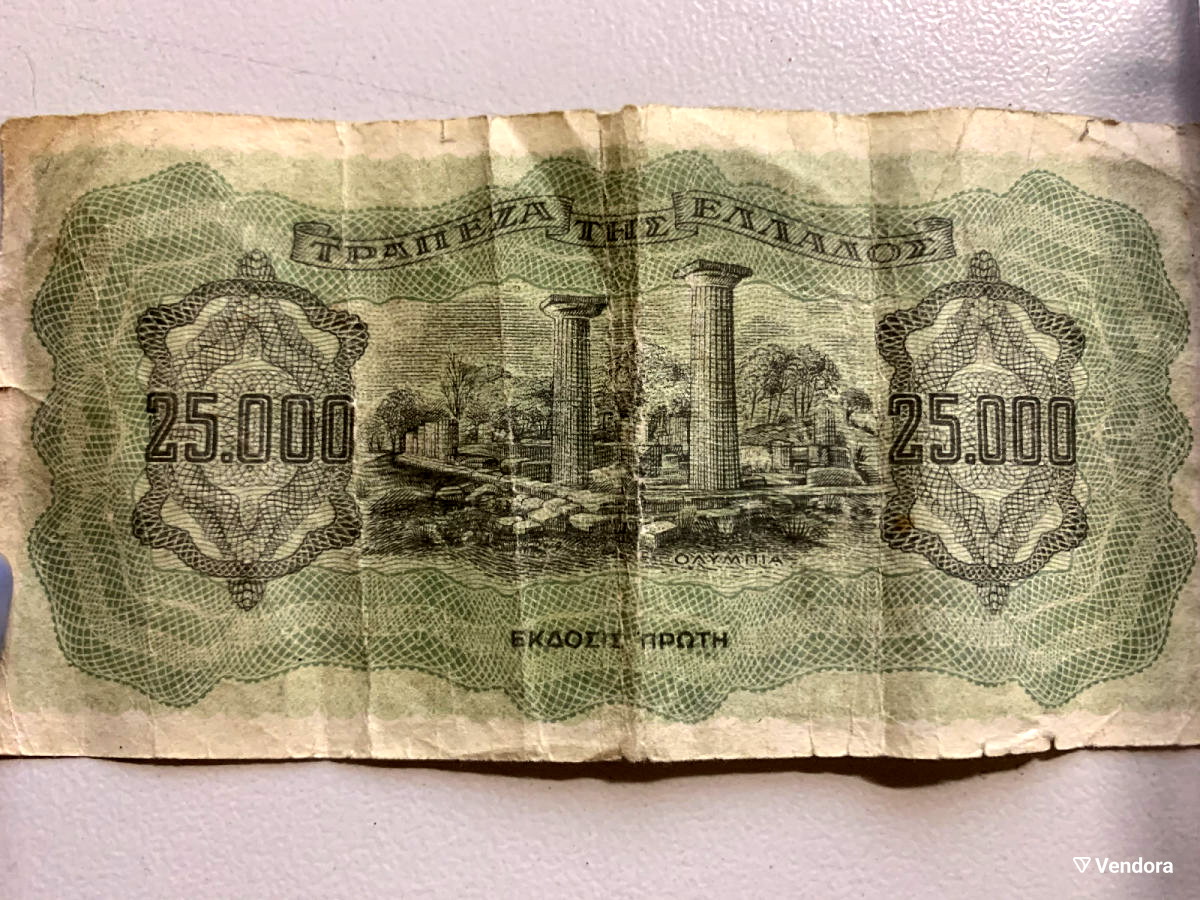 ΤΡΑΠΕΖΑ ΤΗΣ ΕΛΛΑΔΟΣ
25.000 25.000
ΟΛΥΜΠΙΑ
ΕΚΔΟΣΙΣ ΠΡΩΤΗ
Vendora